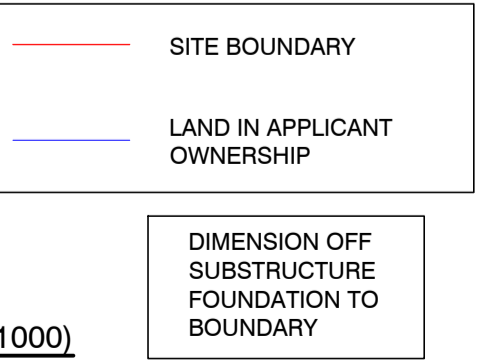 SITE BOUNDARY
LAND IN APPLICANT
OWNERSHIP
DIMENSION OFF
SUBSTRUCTURE
FOUNDATION TO
BOUNDARY
1000)